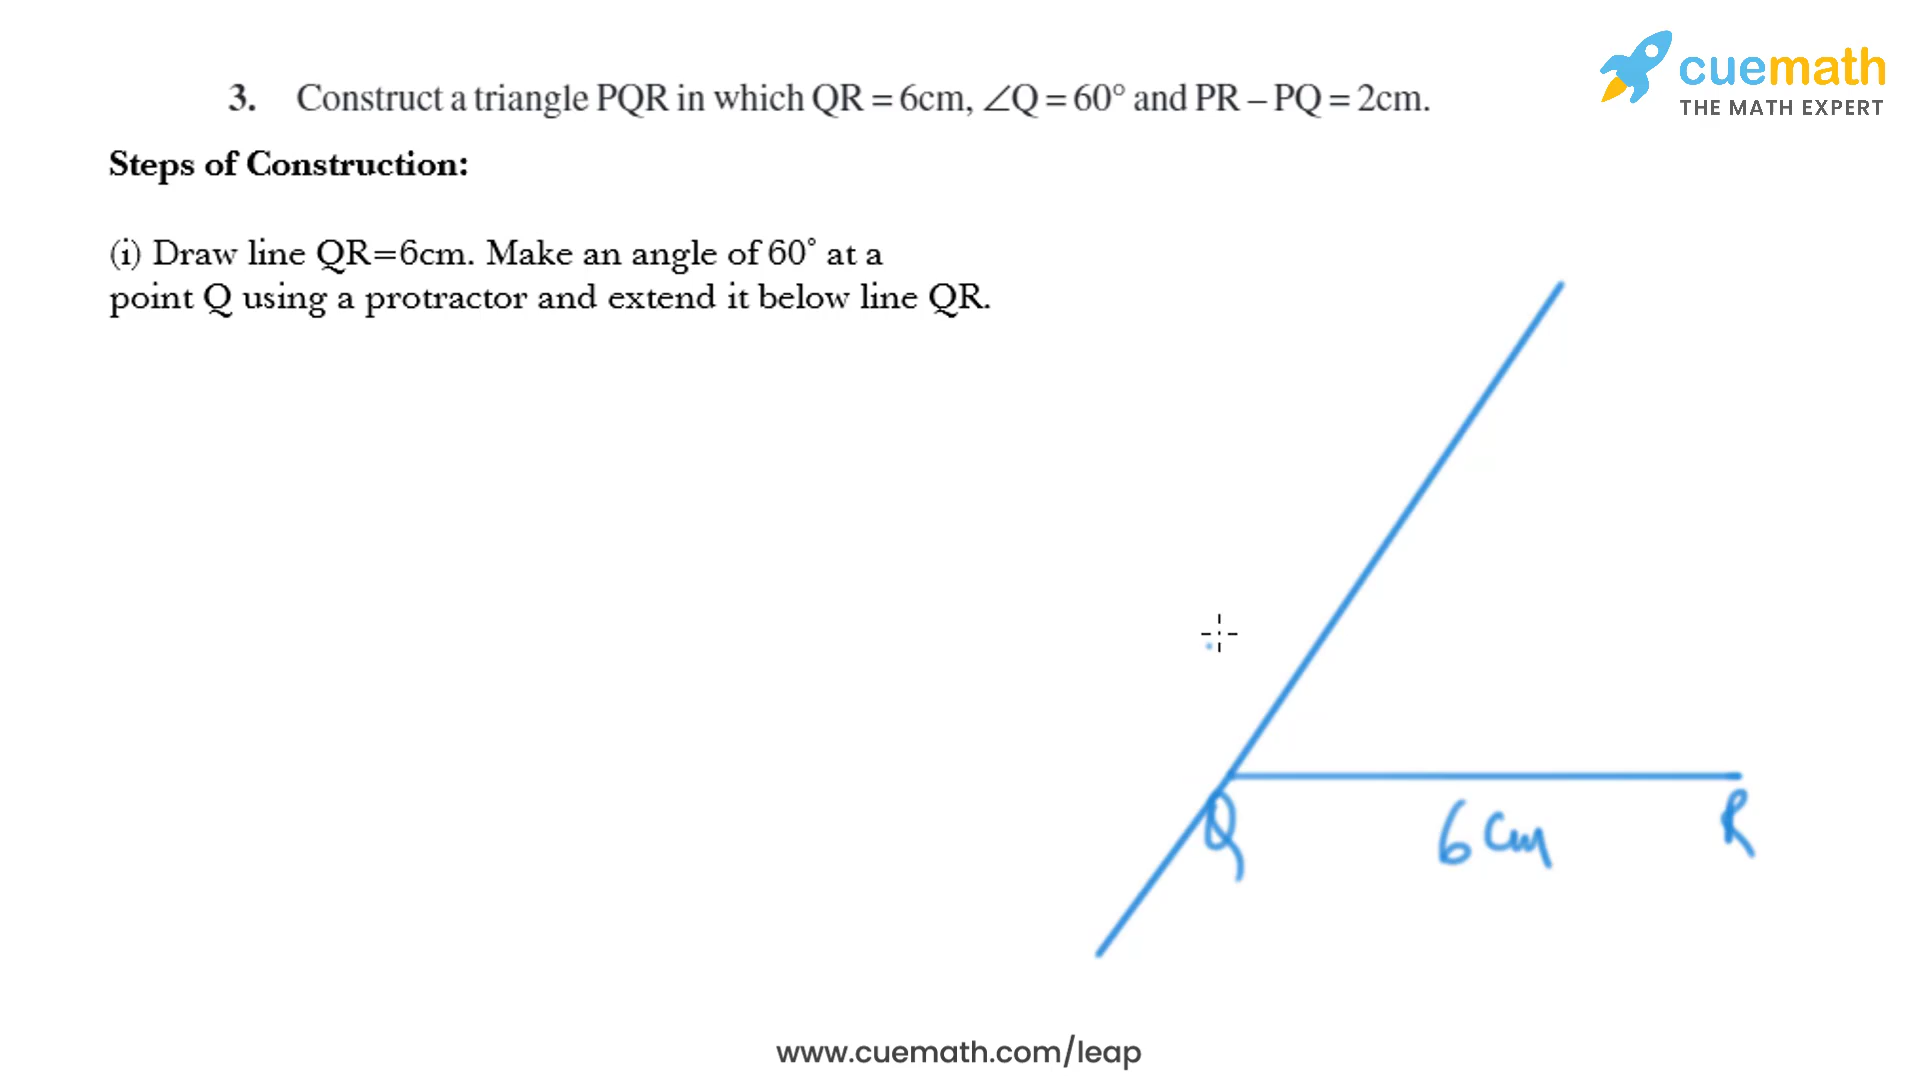 cuemath
THE MATH EXPERT
3. Construct a triangle PQR in which QR = 6cm, ∠Q = 60° and PR – PQ = 2cm.
Steps of Construction:
(i) Draw line QR=6cm. Make an angle of 60° at a
point Q using a protractor and extend it below line QR.
Q 6cm R
www.cuemath.com/leap